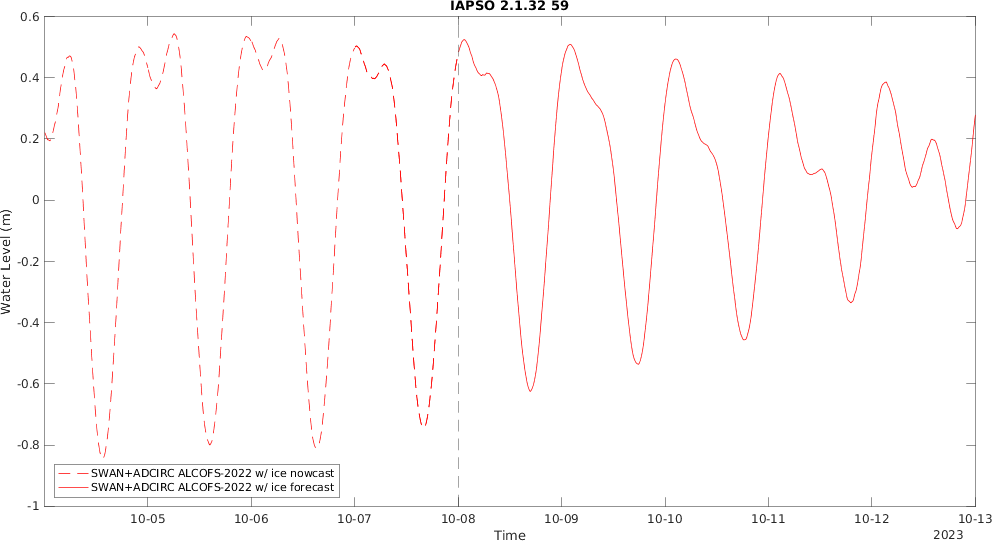 IAPSO 2.1.32 59
0.6
0.4
0.2
0
-0.2
-0.4
-0.6
-0.8
-1
Water Level (m)
SWAN+ADCIRC ALCOFS-2022 w/ ice nowcast
SWAN+ADCIRC ALCOFS-2022 w/ ice forecast
10-05 10-06 10-07 10-08 10-09 10-10 10-11 10-12 10-13
Time
2023